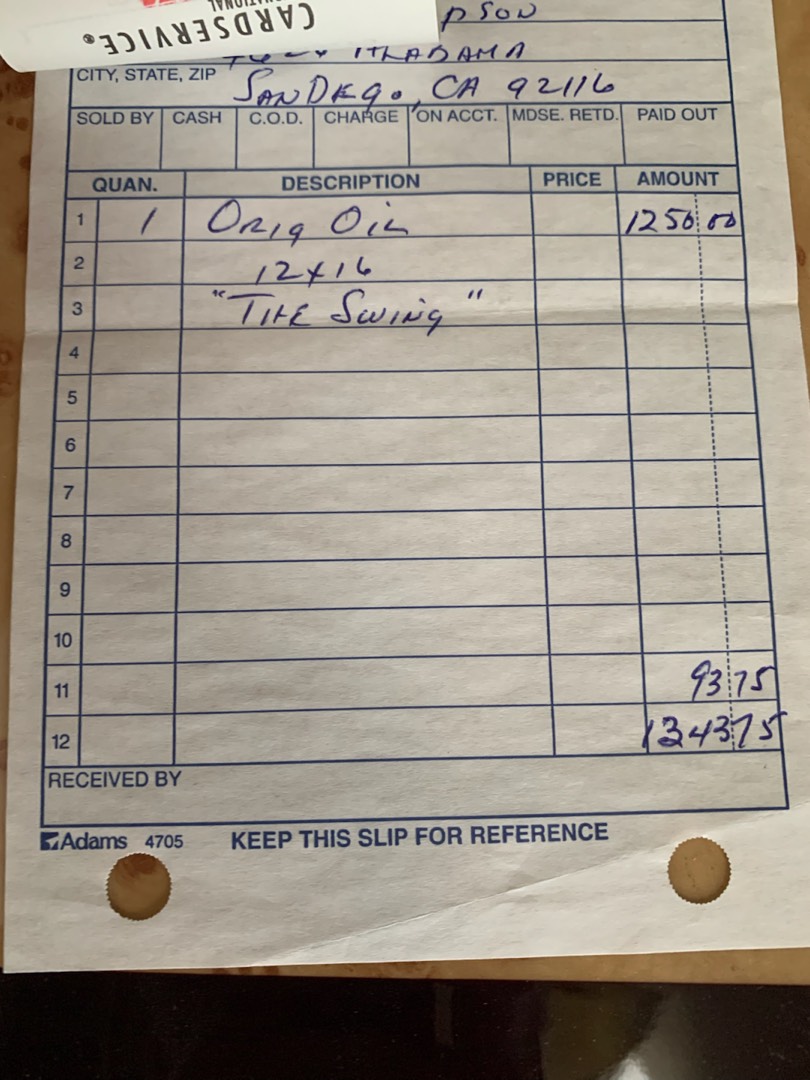 CARDSERVICE®
PSON
ALABAMA
CITY, STATE, ZIP San Diego, CA 92116
SOLD BY CASH C.O.D. CHARGE ON ACCT. MDSE. RETD. PAID OUT
QUAN. DESCRIPTION PRICE AMOUNT
1 1 Orig Oil 1250 00
2 12x16
3 "The Swing"
4
5
6
7
8
9
10
11 93 75
12 1343 75
RECEIVED BY
Adams 4705 KEEP THIS SLIP FOR REFERENCE